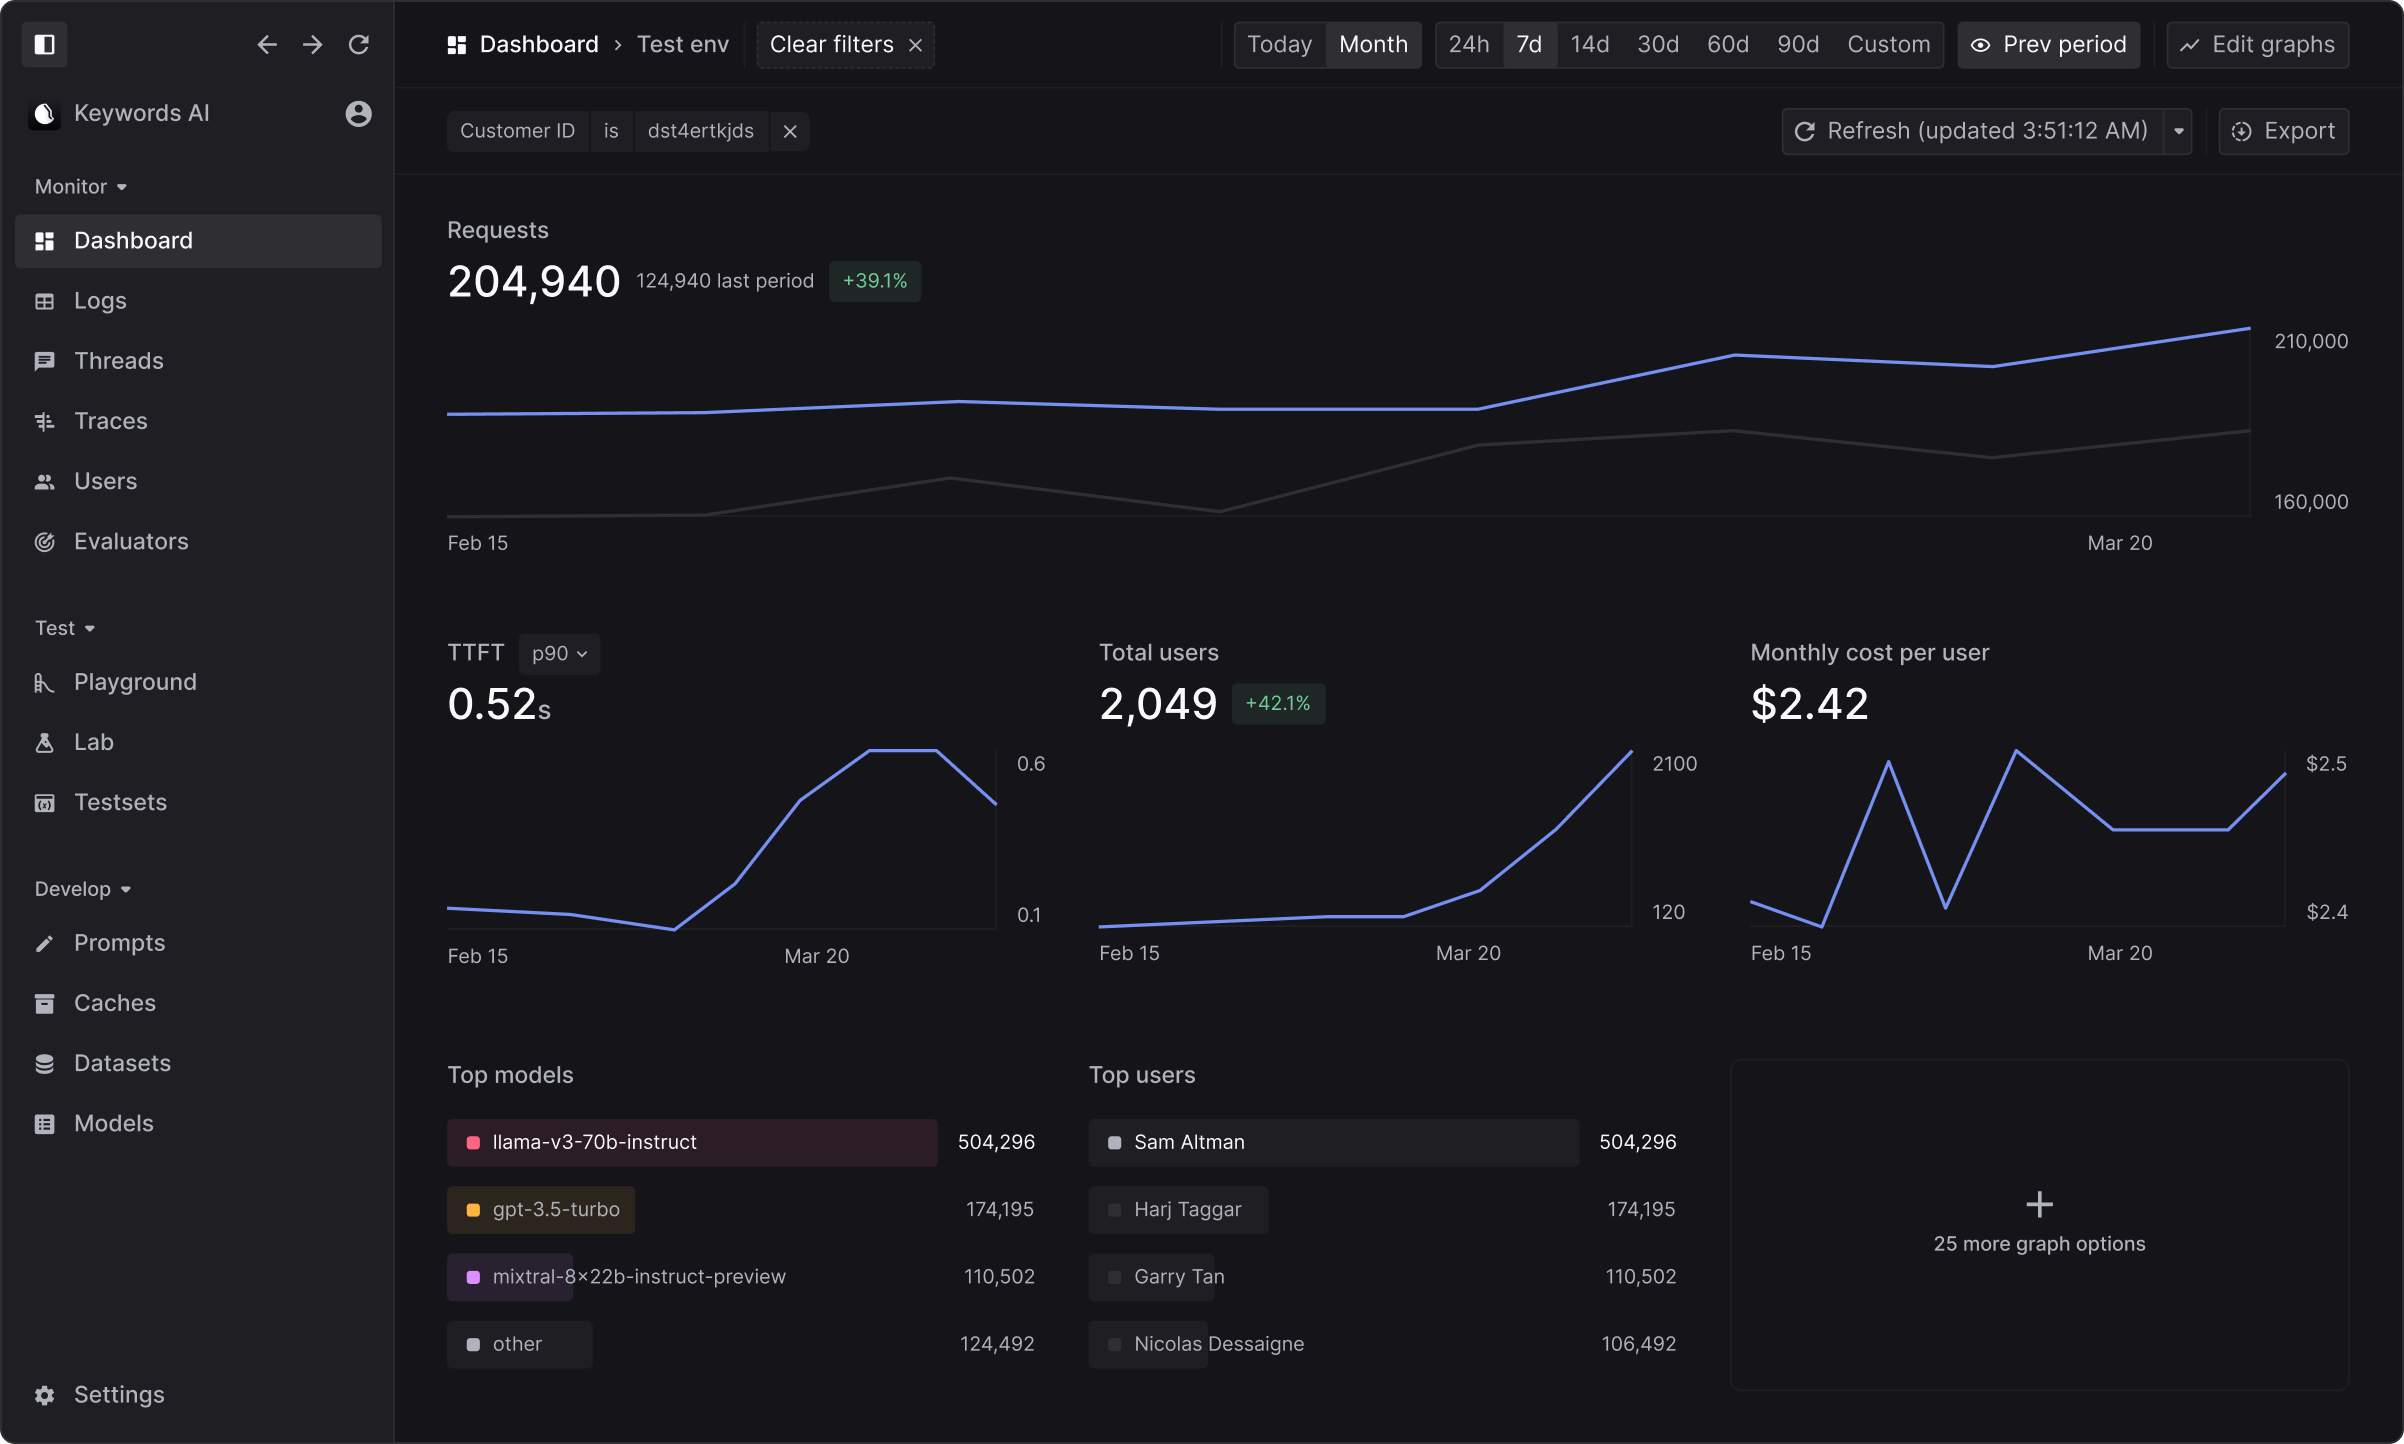 Dashboard › Test env
Clear filters
Today Month 24h 7d 14d 30d 60d 90d Custom Prev period Edit graphs
Keywords AI
Monitor
Dashboard
Logs
Threads
Traces
Users
Evaluators
Test
Playground
Lab
Testsets
Develop
Prompts
Caches
Datasets
Models
Settings
Customer ID is dst4ertkjds
Refresh (updated 3:51:12 AM)
Export
Requests
204,940 124,940 last period +39.1%
210,000
160,000
Feb 15 Mar 20
TTFT p90
0.52s
0.6
0.1
Feb 15 Mar 20
Total users
2,049 +42.1%
2100
120
Feb 15 Mar 20
Monthly cost per user
$2.42
$2.5
$2.4
Feb 15 Mar 20
Top models
llama-v3-70b-instruct 504,296
gpt-3.5-turbo 174,195
mixtral-8x22b-instruct-preview 110,502
other 124,492
Top users
Sam Altman 504,296
Harj Taggar 174,195
Garry Tan 110,502
Nicolas Dessaigne 106,492
25 more graph options